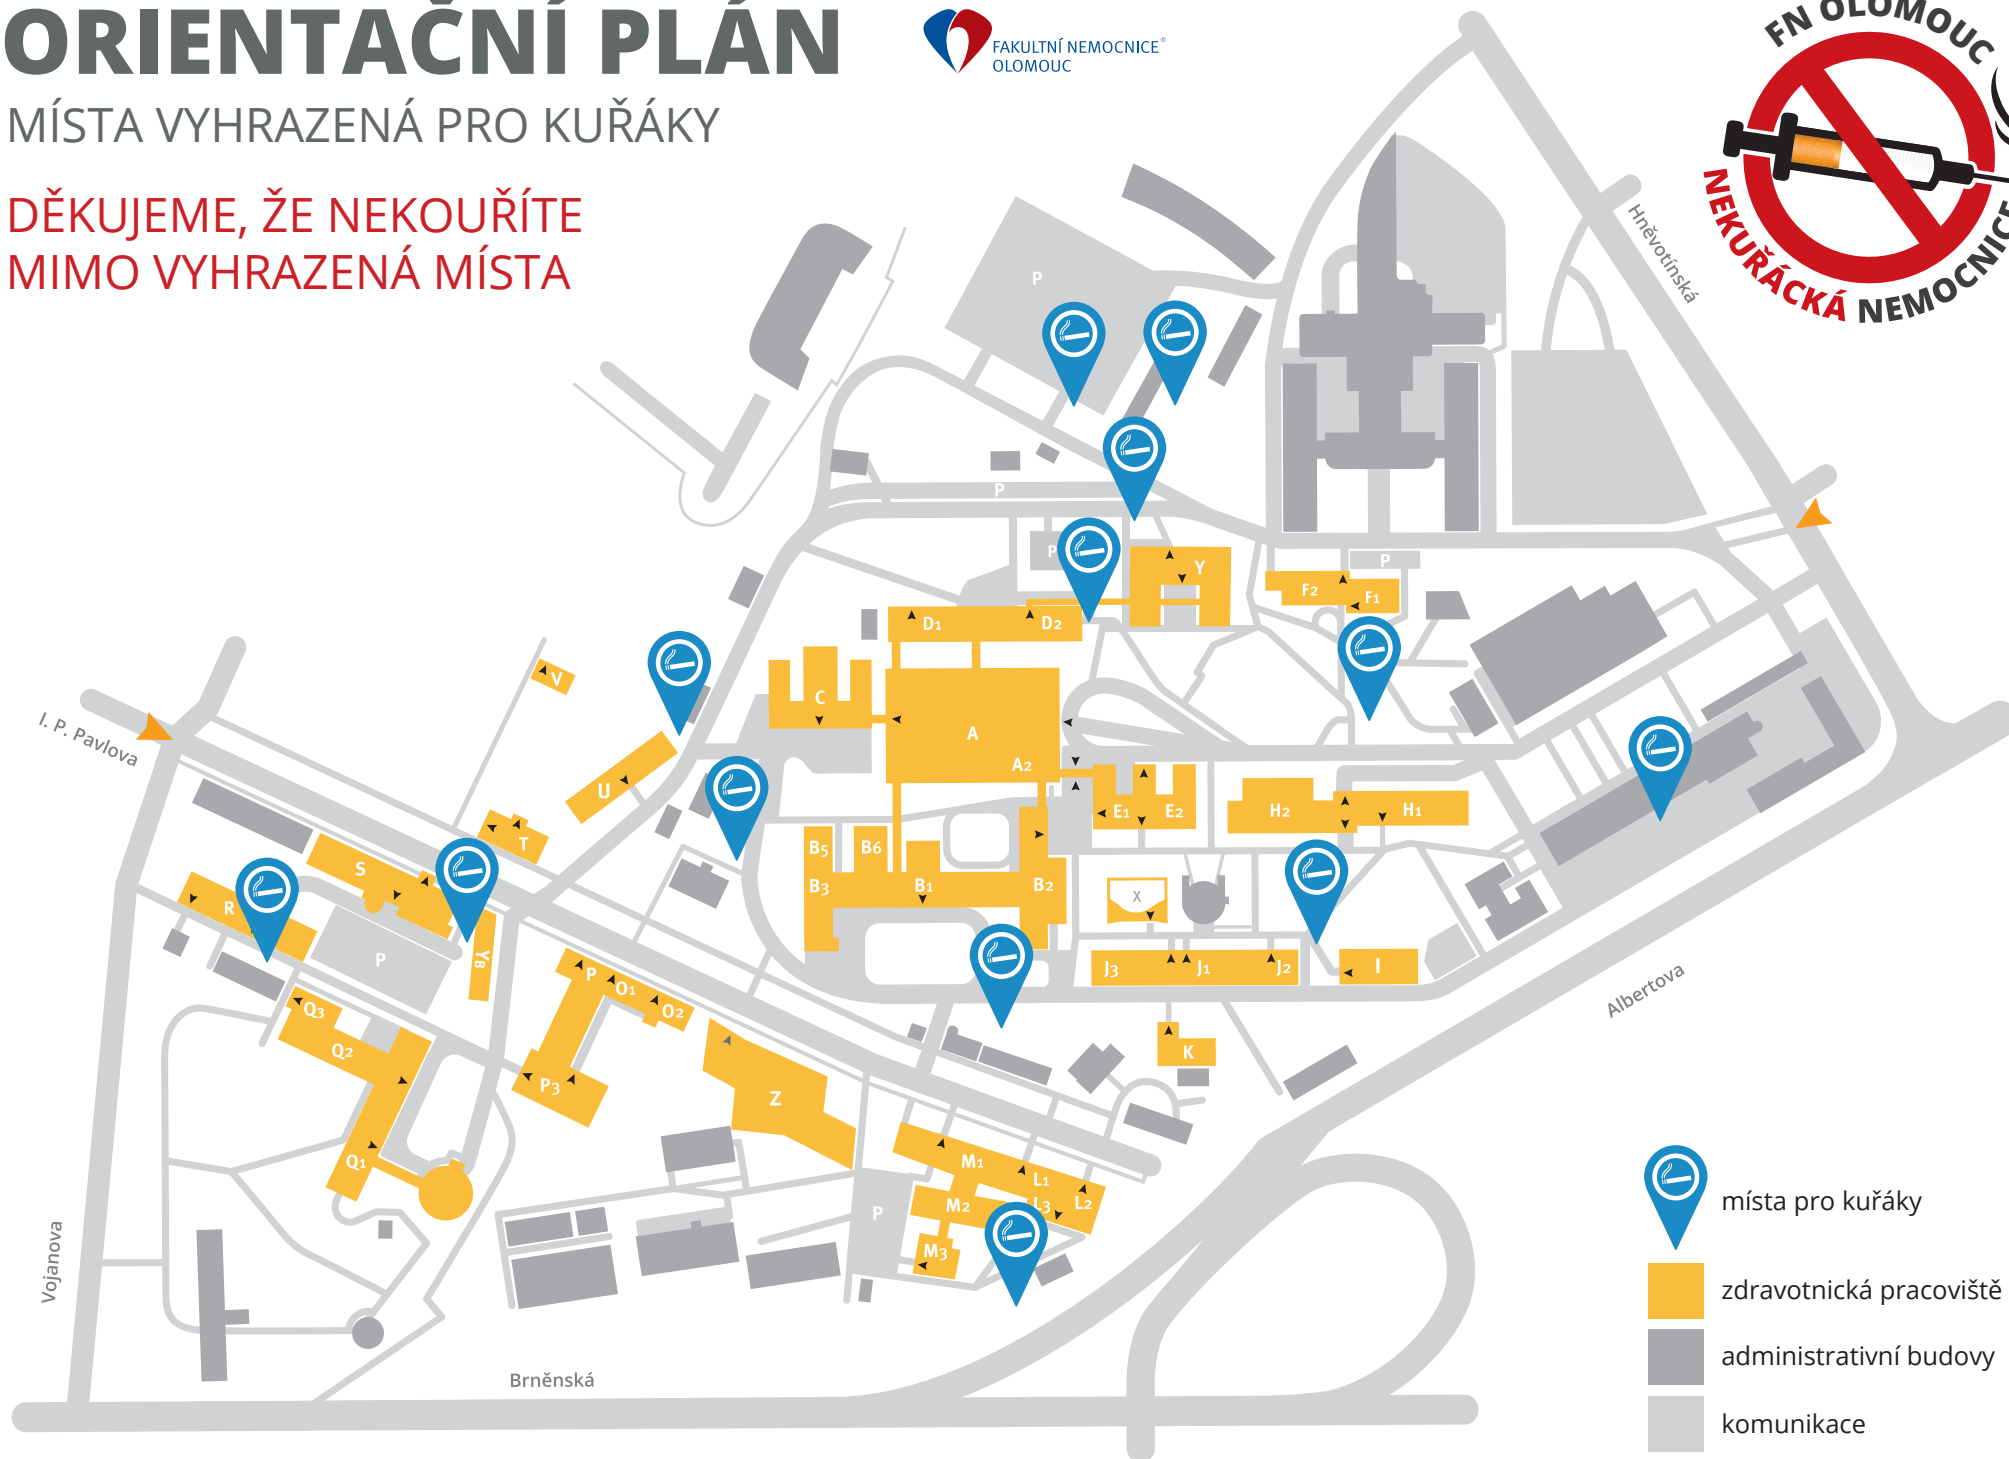 ORIENTAČNÍ PLÁN
MÍSTA VYHRAZENÁ PRO KUŘÁKY
DĚKUJEME, ŽE NEKOUŘÍTE
MIMO VYHRAZENÁ MÍSTA
FAKULTNÍ NEMOCNICE®
OLOMOUC
FN OLOMOUC
NEKUŘÁCKÁ NEMOCNICE
Hněvotínská
P
P
P
Y
P
F2
F1
D1
D2
V
C
A
A2
I. P. Pavlova
U
E1
E2
H2
H1
T
B5
B6
S
B3
B1
B2
X
R
P
YB
P
O1
O2
J3
J1
J2
I
Albertova
Q3
Q2
K
P3
Z
Q1
M1
L1
M2
L3
L2
P
M3
Vojanova
Brněnská
místa pro kuřáky
zdravotnická pracoviště
administrativní budovy
komunikace